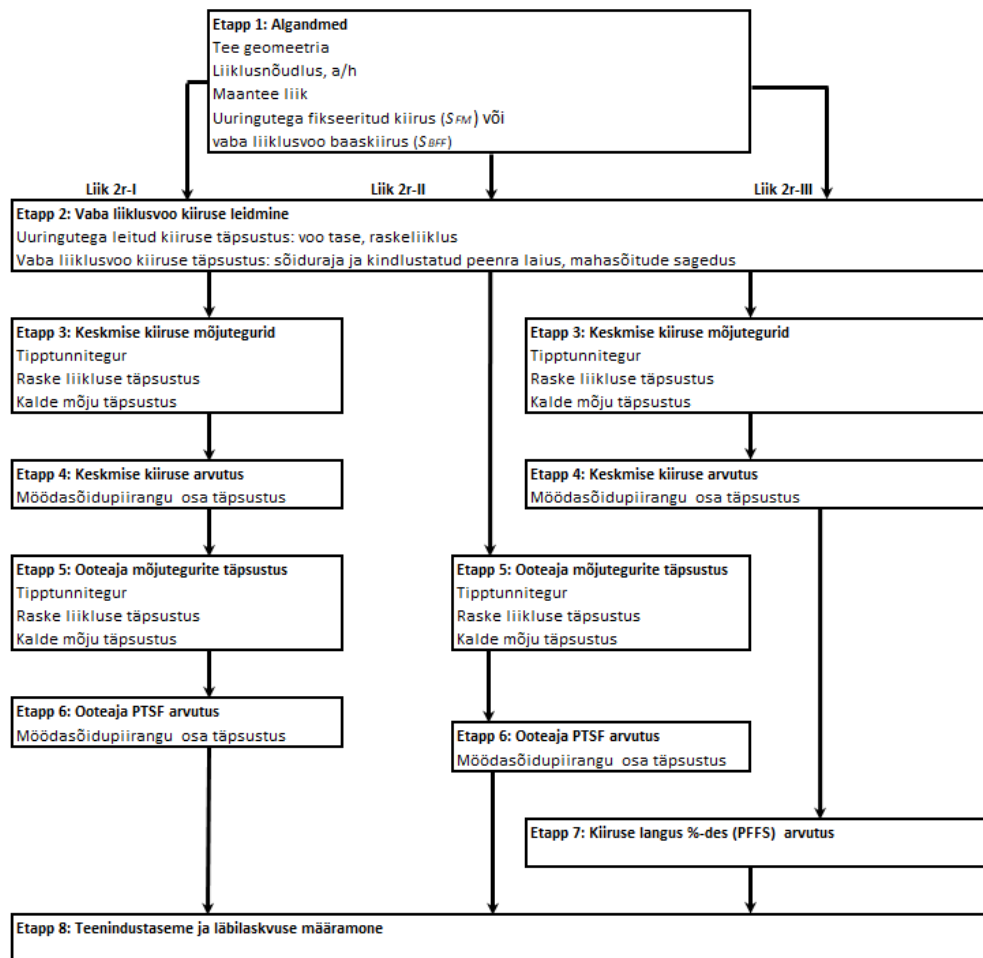 Etapp 1: Algandmed
Tee geomeetria
Liiklusnõudlus, a/h
Maantee liik
Uuringutega fikseeritud kiirus (SFM) või
vaba liiklusvoo baaskiirus (SBFF)
Liik 2r-I
Liik 2r-II
Liik 2r-III
Etapp 2: Vaba liiklusvoo kiiruse leidmine
Uuringutega leitud kiiruse täpsustus: voo tase, raskeliiklus
Vaba liiklusvoo kiiruse täpsustus: sõiduraja ja kindlustatud peenra laius, mahasõitude sagedus
Etapp 3: Keskmise kiiruse mõjutegurid
Tipptunnitegur
Raske liikluse täpsustus
Kalde mõju täpsustus
Etapp 3: Keskmise kiiruse mõjutegurid
Tipptunnitegur
Raske liikluse täpsustus
Kalde mõju täpsustus
Etapp 4: Keskmise kiiruse arvutus
Möödasõidupiirangu osa täpsustus
Etapp 4: Keskmise kiiruse arvutus
Möödasõidupiirangu osa täpsustus
Etapp 5: Ooteaja mõjutegurite täpsustus
Tipptunnitegur
Raske liikluse täpsustus
Kalde mõju täpsustus
Etapp 5: Ooteaja mõjutegurite täpsustus
Tipptunnitegur
Raske liikluse täpsustus
Kalde mõju täpsustus
Etapp 6: Ooteaja PTSF arvutus
Möödasõidupiirangu osa täpsustus
Etapp 6: Ooteaja PTSF arvutus
Möödasõidupiirangu osa täpsustus
Etapp 7: Kiiruse langus %-des (PFFS) arvutus
Etapp 8: Teenindustaseme ja läbilaskvuse määramone